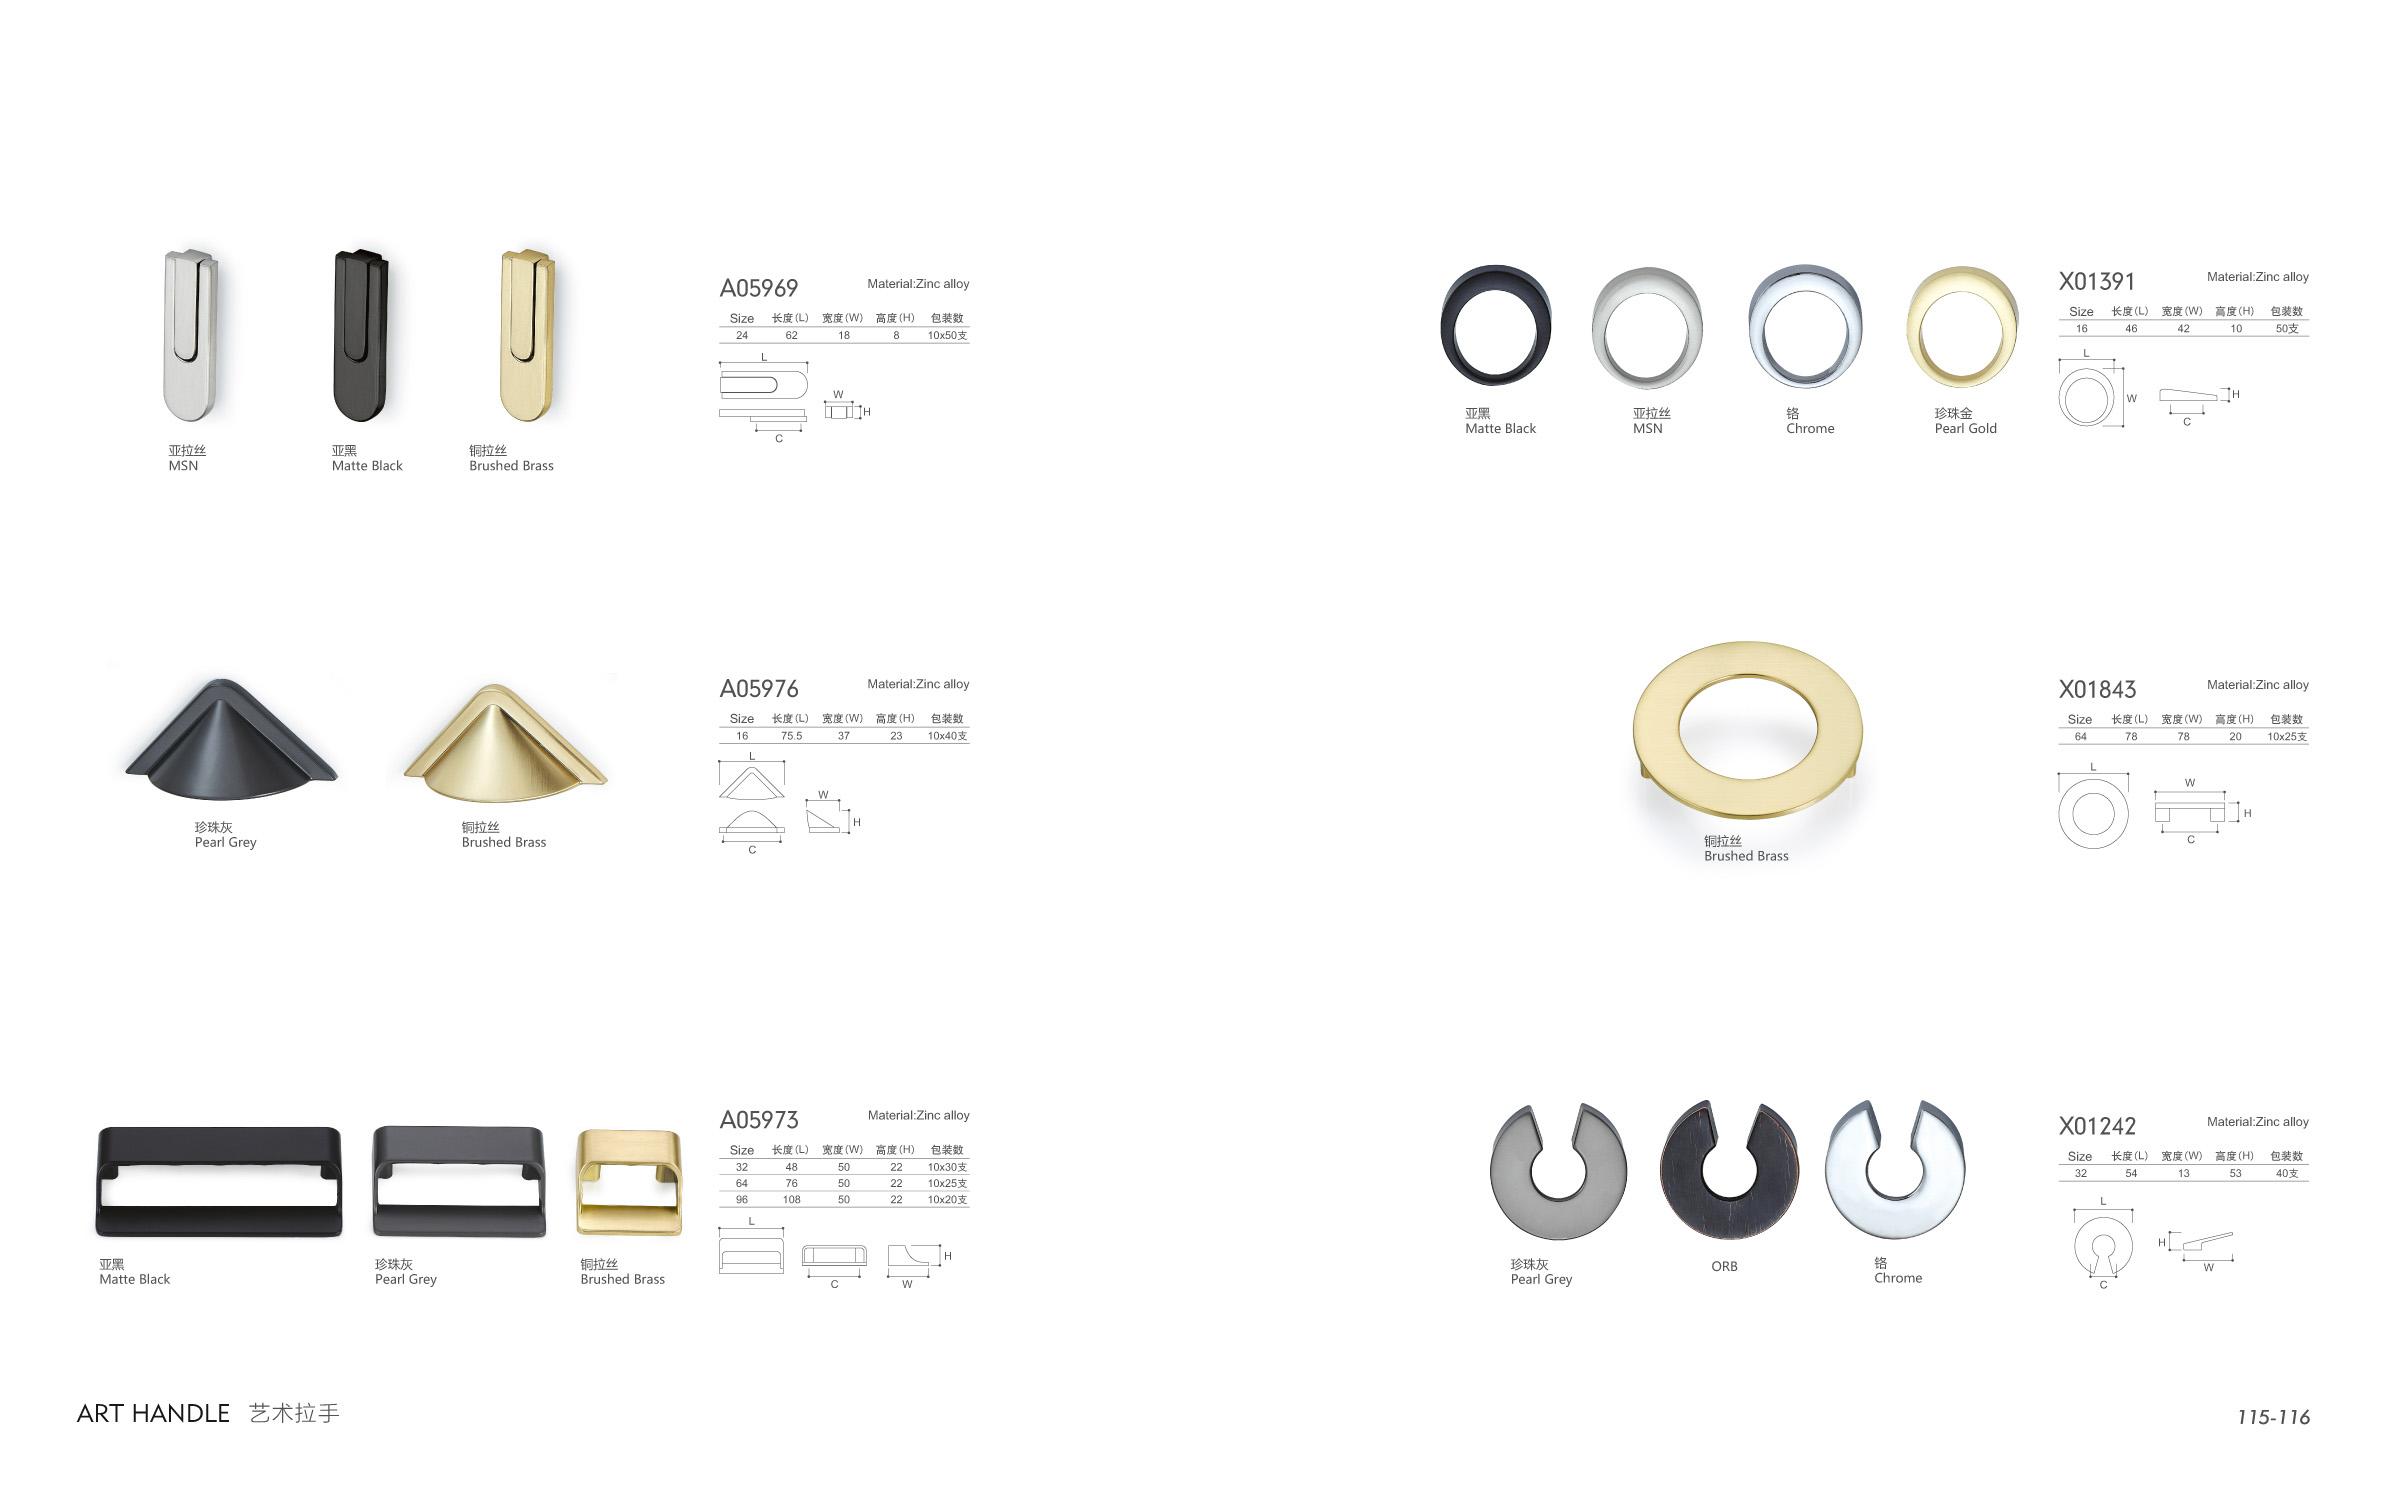 A05969
Material:Zinc alloy
Size 长度(L) 宽度(W) 高度(H) 包装数
24 62 18 8 10x50支
L
W
H
C
亚拉丝
MSN
亚黑
Matte Black
铜拉丝
Brushed Brass
A05976
Material:Zinc alloy
Size 长度(L) 宽度(W) 高度(H) 包装数
16 75.5 37 23 10x40支
L
W
H
C
珍珠灰
Pearl Grey
铜拉丝
Brushed Brass
A05973
Material:Zinc alloy
Size 长度(L) 宽度(W) 高度(H) 包装数
32 48 50 22 10x30支
64 76 50 22 10x25支
96 108 50 22 10x20支
L
H
C
W
亚黑
Matte Black
珍珠灰
Pearl Grey
铜拉丝
Brushed Brass
ART HANDLE 艺术拉手
X01391
Material:Zinc alloy
Size 长度(L) 宽度(W) 高度(H) 包装数
16 46 42 10 50支
L
W
H
C
亚黑
Matte Black
亚拉丝
MSN
铬
Chrome
珍珠金
Pearl Gold
X01843
Material:Zinc alloy
Size 长度(L) 宽度(W) 高度(H) 包装数
64 78 78 20 10x25支
L
W
H
C
铜拉丝
Brushed Brass
X01242
Material:Zinc alloy
Size 长度(L) 宽度(W) 高度(H) 包装数
32 54 13 53 40支
L
H
W
C
珍珠灰
Pearl Grey
ORB
铬
Chrome
115-116